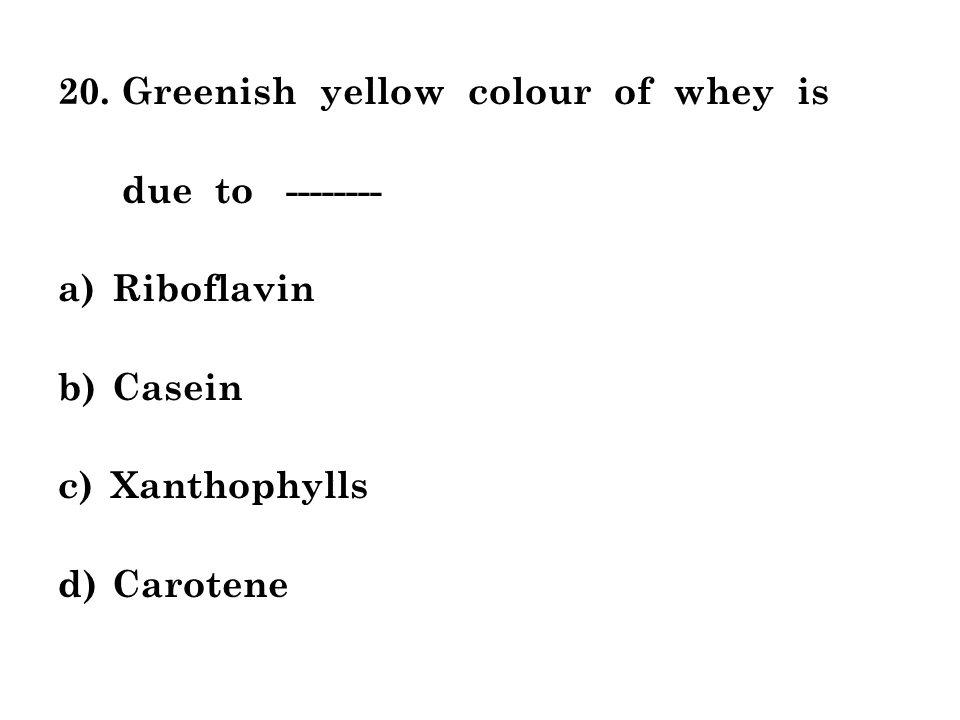 20. Greenish yellow colour of whey is
due to --------
a) Riboflavin
b) Casein
c) Xanthophylls
d) Carotene